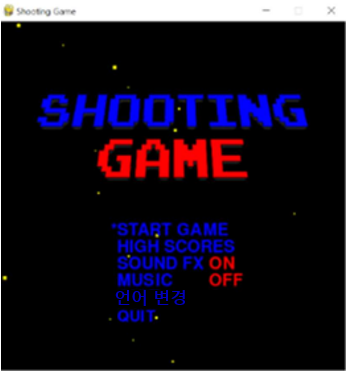 Shooting Game
SHOOTING
GAME
*START GAME
HIGH SCORES
SOUND FX ON
MUSIC OFF
언어 변경
QUIT